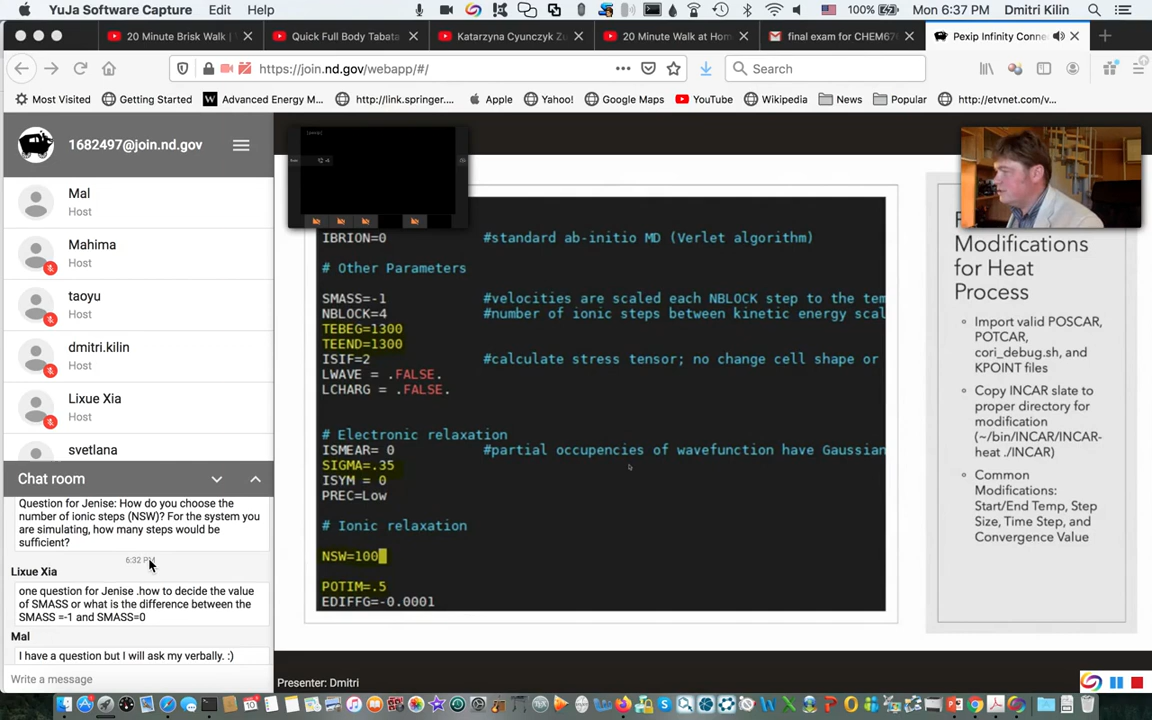 YuJa Software Capture Edit Help
100% Mon 6:37 PM Dmitri Kilin
20 Minute Brisk Walk |
Quick Full Body Tabata
Katarzyna Cyunczyk Zu
20 Minute Walk at Hom
final exam for CHEM67
Pexip Infinity Conne
https://join.nd.gov/webapp/#/
Search
Most Visited
Getting Started
Advanced Energy M...
http://link.springer....
Apple
Yahoo!
Google Maps
YouTube
Wikipedia
News
Popular
http://etvnet.com/v...
1682497@join.nd.gov
Mal
Host
Mahima
Host
taoyu
Host
dmitri.kilin
Host
Lixue Xia
Host
svetlana
Chat room
Question for Jenise: How do you choose the
number of ionic steps (NSW)? For the system you
are simulating, how many steps would be
sufficient?
6:32 PM
Lixue Xia
one question for Jenise .how to decide the value
of SMASS or what is the difference between the
SMASS =-1 and SMASS=0
Mal
I have a question but I will ask my verbally. :)
Write a message
IBRION=0 #standard ab-initio MD (Verlet algorithm)
# Other Parameters
SMASS=-1 #velocities are scaled each NBLOCK step to the tem
NBLOCK=4 #number of ionic steps between kinetic energy scal
TEBEG=1300
TEEND=1300
ISIF=2 #calculate stress tensor; no change cell shape or
LWAVE = .FALSE.
LCHARG = .FALSE.
# Electronic relaxation
ISMEAR= 0 #partial occupencies of wavefunction have Gaussian
SIGMA=.35
ISYM = 0
PREC=Low
# Ionic relaxation
NSW=100
POTIM=.5
EDIFFG=-0.0001
Modifications
for Heat
Process
Import valid POSCAR,
POTCAR,
cori_debug.sh, and
KPOINT files
Copy INCAR slate to
proper directory for
modification
(~/bin/INCAR/INCAR-
heat ./INCAR)
Common
Modifications:
Start/End Temp, Step
Size, Time Step, and
Convergence Value
Presenter: Dmitri